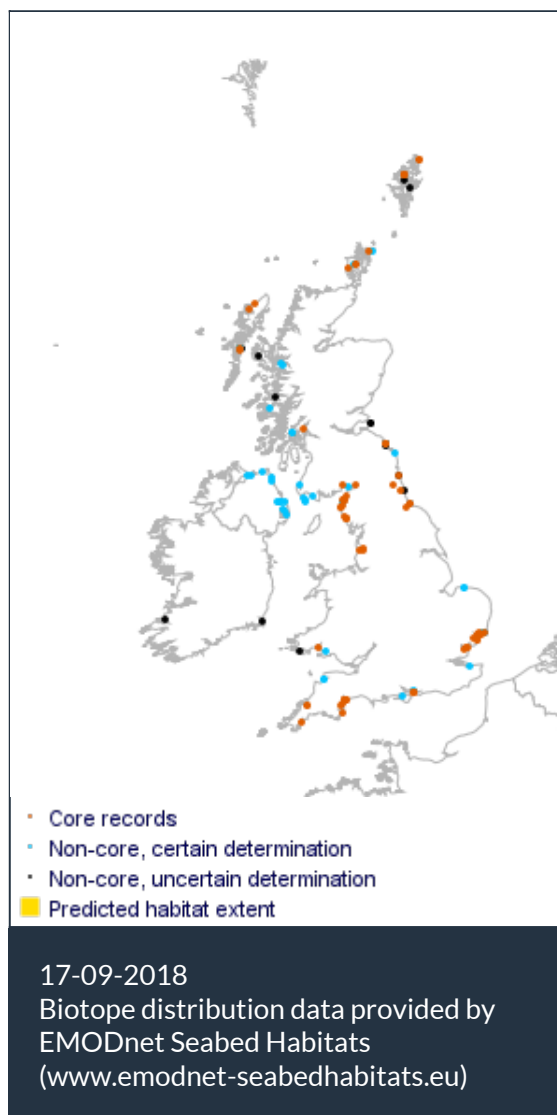 Core records
Non-core, certain determination
Non-core, uncertain determination
Predicted habitat extent
17-09-2018
Biotope distribution data provided by
EMODnet Seabed Habitats
(www.emodnet-seabedhabitats.eu)